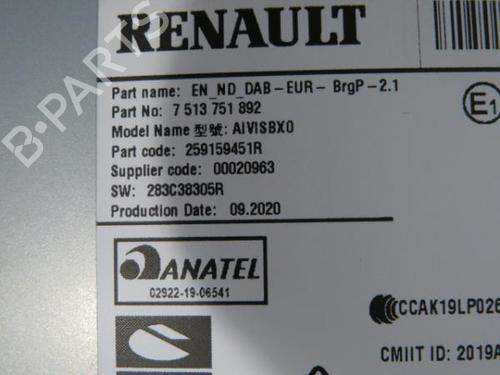 RENAULT
Part name: EN_ND_DAB-EUR- BrgP-2.1
Part No: 7 513 751 892
Model Name 型號: AIVISBX0
Part code: 259159451R
Supplier code: 00020963
SW: 283C38305R
Production Date: 09.2020
E1
ANATEL
02922-19-06541
CCAK19LP026
CMIIT ID: 2019A
B-PARTS